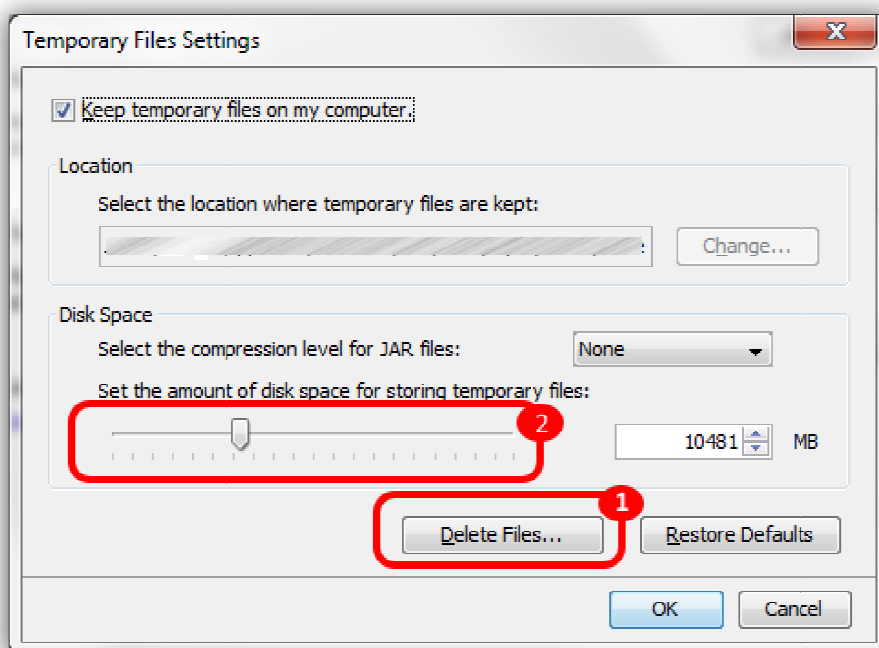 Temporary Files Settings
Keep temporary files on my computer.
Location
Select the location where temporary files are kept:
Change...
Disk Space
Select the compression level for JAR files:
None
Set the amount of disk space for storing temporary files:
2
10481
MB
1
Delete Files...
Restore Defaults
OK
Cancel